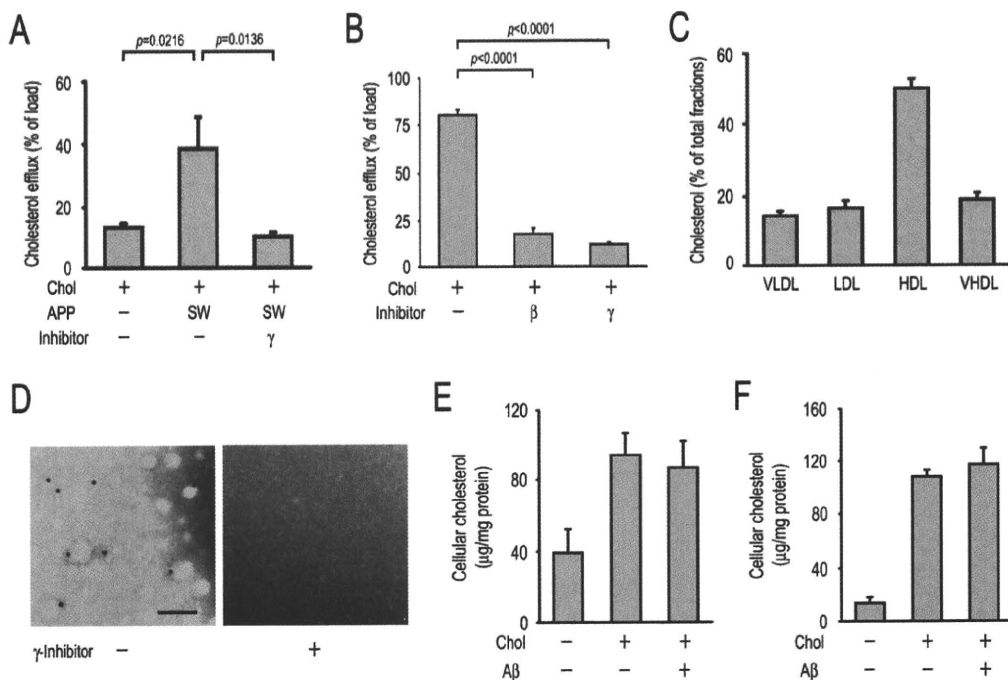 A
p=0.0216 p=0.0136
Cholesterol efflux (% of load)
60
40
20
0
Chol + + +
APP – SW SW
Inhibitor – – γ
B
p<0.0001
p<0.0001
Cholesterol efflux (% of load)
100
75
50
25
0
Chol + + +
Inhibitor – β γ
C
Cholesterol (% of total fractions)
60
40
20
0
VLDL LDL HDL VHDL
D
γ-Inhibitor – +
E
Cellular cholesterol
(μg/mg protein)
120
80
40
0
Chol – + +
Aβ – – +
F
Cellular cholesterol
(μg/mg protein)
160
120
80
40
0
Chol – + +
Aβ – – +